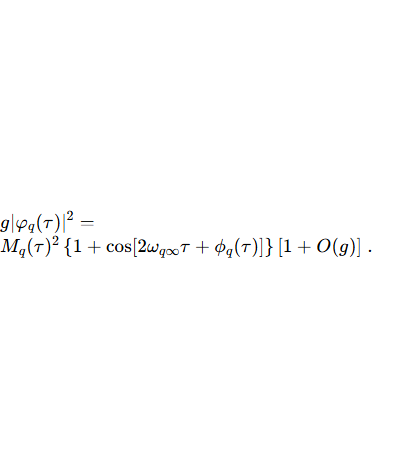 g|φ_q(τ)|² =
M_q(τ)² {1 + cos[2ω_{q∞}τ + ϕ_q(τ)]} [1 + O(g)] .